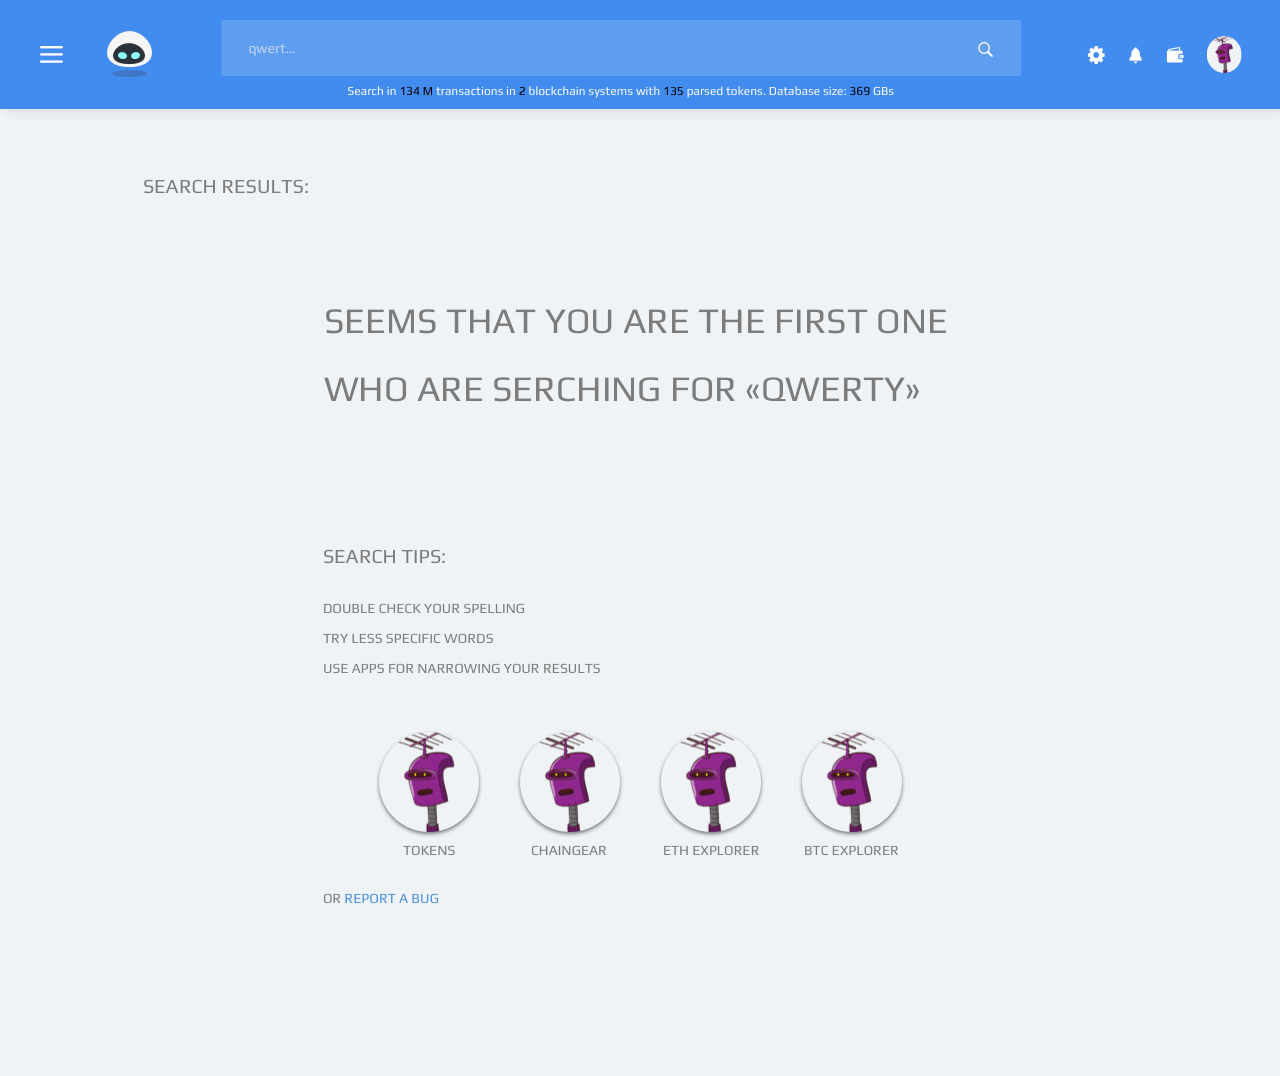 qwert...
Search in 134 M transactions in 2 blockchain systems with 135 parsed tokens. Database size: 369 GBs
SEARCH RESULTS:
SEEMS THAT YOU ARE THE FIRST ONE
WHO ARE SERCHING FOR «QWERTY»
SEARCH TIPS:
DOUBLE CHECK YOUR SPELLING
TRY LESS SPECIFIC WORDS
USE APPS FOR NARROWING YOUR RESULTS
TOKENS CHAINGEAR ETH EXPLORER BTC EXPLORER
OR REPORT A BUG